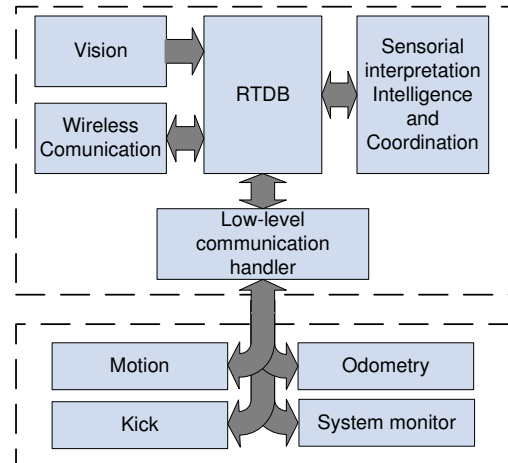 Vision
Wireless
Comunication
RTDB
Sensorial
interpretation
Intelligence
and
Coordination
Low-level
communication
handler
Motion
Odometry
Kick
System monitor